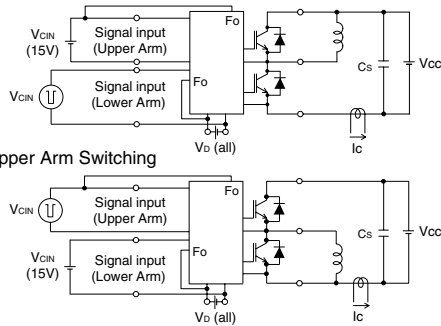 Fo
VCIN
(15V)
Signal input
(Upper Arm)
Fo
CS
VCC
VCIN
Signal input
(Lower Arm)
VD (all)
IC
pper Arm Switching
Fo
VCIN
Signal input
(Upper Arm)
Fo
CS
VCC
VCIN
(15V)
Signal input
(Lower Arm)
VD (all)
IC